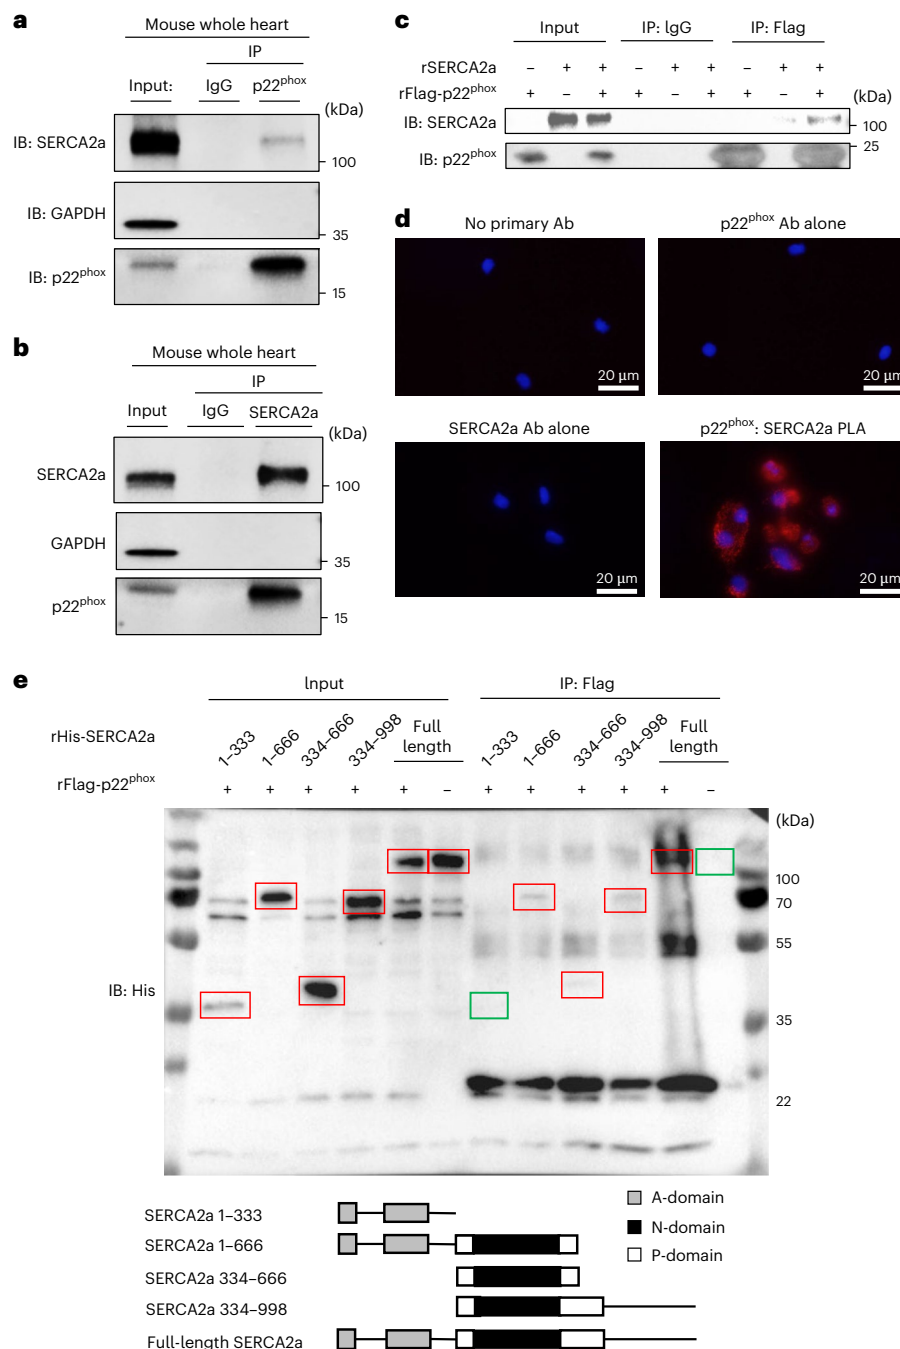 a
Mouse whole heart
IP
Input: IgG p22phox
(kDa)
IB: SERCA2a
100
IB: GAPDH
35
IB: p22phox
15
b
Mouse whole heart
IP
Input IgG SERCA2a
(kDa)
SERCA2a
100
GAPDH
35
p22phox
15
c
Input IP: IgG IP: Flag
rSERCA2a – + + – + + – + +
rFlag-p22phox + – + + – + + – +
(kDa)
IB: SERCA2a
100
25
IB: p22phox
d
No primary Ab
20 µm
p22phox Ab alone
20 µm
SERCA2a Ab alone
20 µm
p22phox: SERCA2a PLA
20 µm
e
Input IP: Flag
rHis-SERCA2a 1–333 1–666 334–666 334–998 Full length 1–333 1–666 334–666 334–998 Full length
rFlag-p22phox + + + + + – + + + + + –
(kDa)
100
70
55
IB: His
35
22
SERCA2a 1–333
SERCA2a 1–666
SERCA2a 334–666
SERCA2a 334–998
Full-length SERCA2a
A-domain
N-domain
P-domain